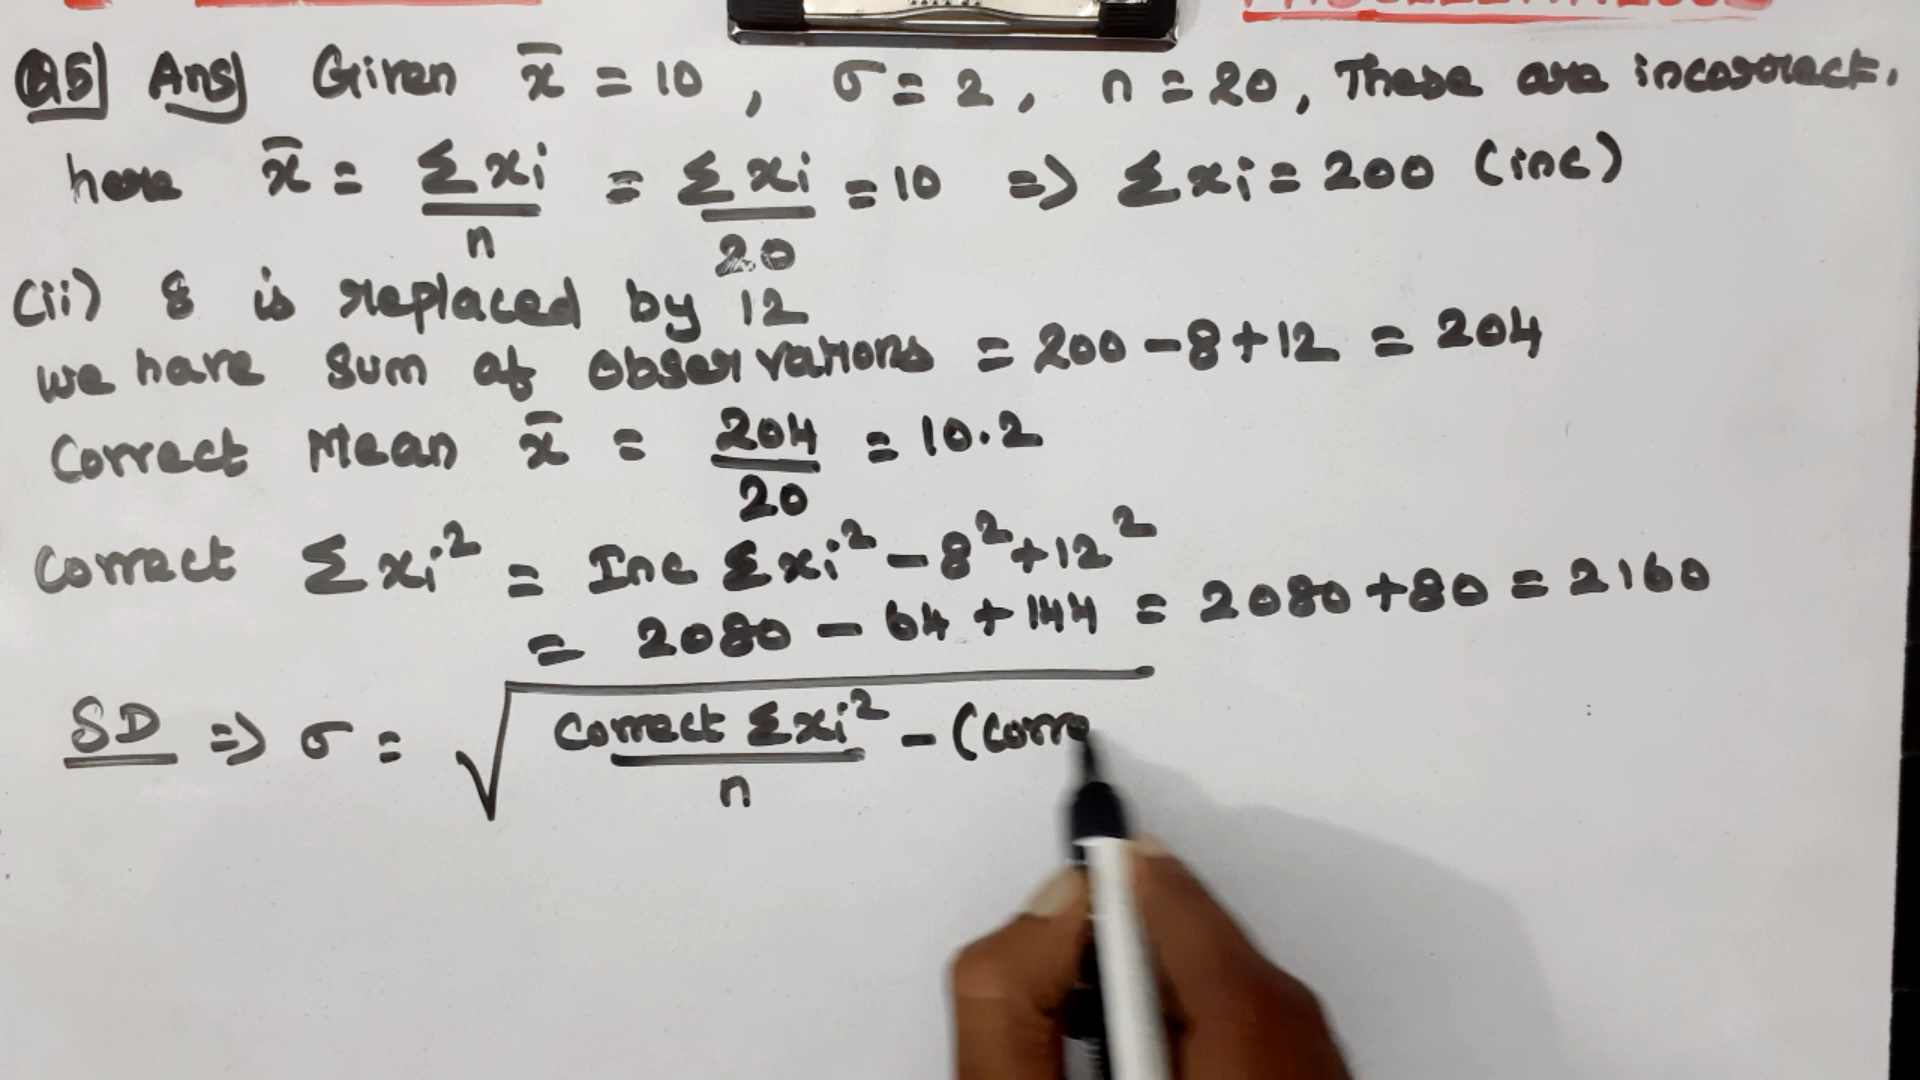 Q5) Ans) Given x̄ = 10, σ = 2, n = 20, These are incorrect.
here x̄ = Σxi/n = Σxi/20 = 10 => Σxi = 200 (inc)
(ii) 8 is replaced by 12
we have sum of observations = 200 - 8 + 12 = 204
Correct Mean x̄ = 204/20 = 10.2
Correct Σxi² = Inc Σxi² - 8² + 12²
= 2080 - 64 + 144 = 2080 + 80 = 2160
SD => σ = √(Correct Σxi²/n - (Corre